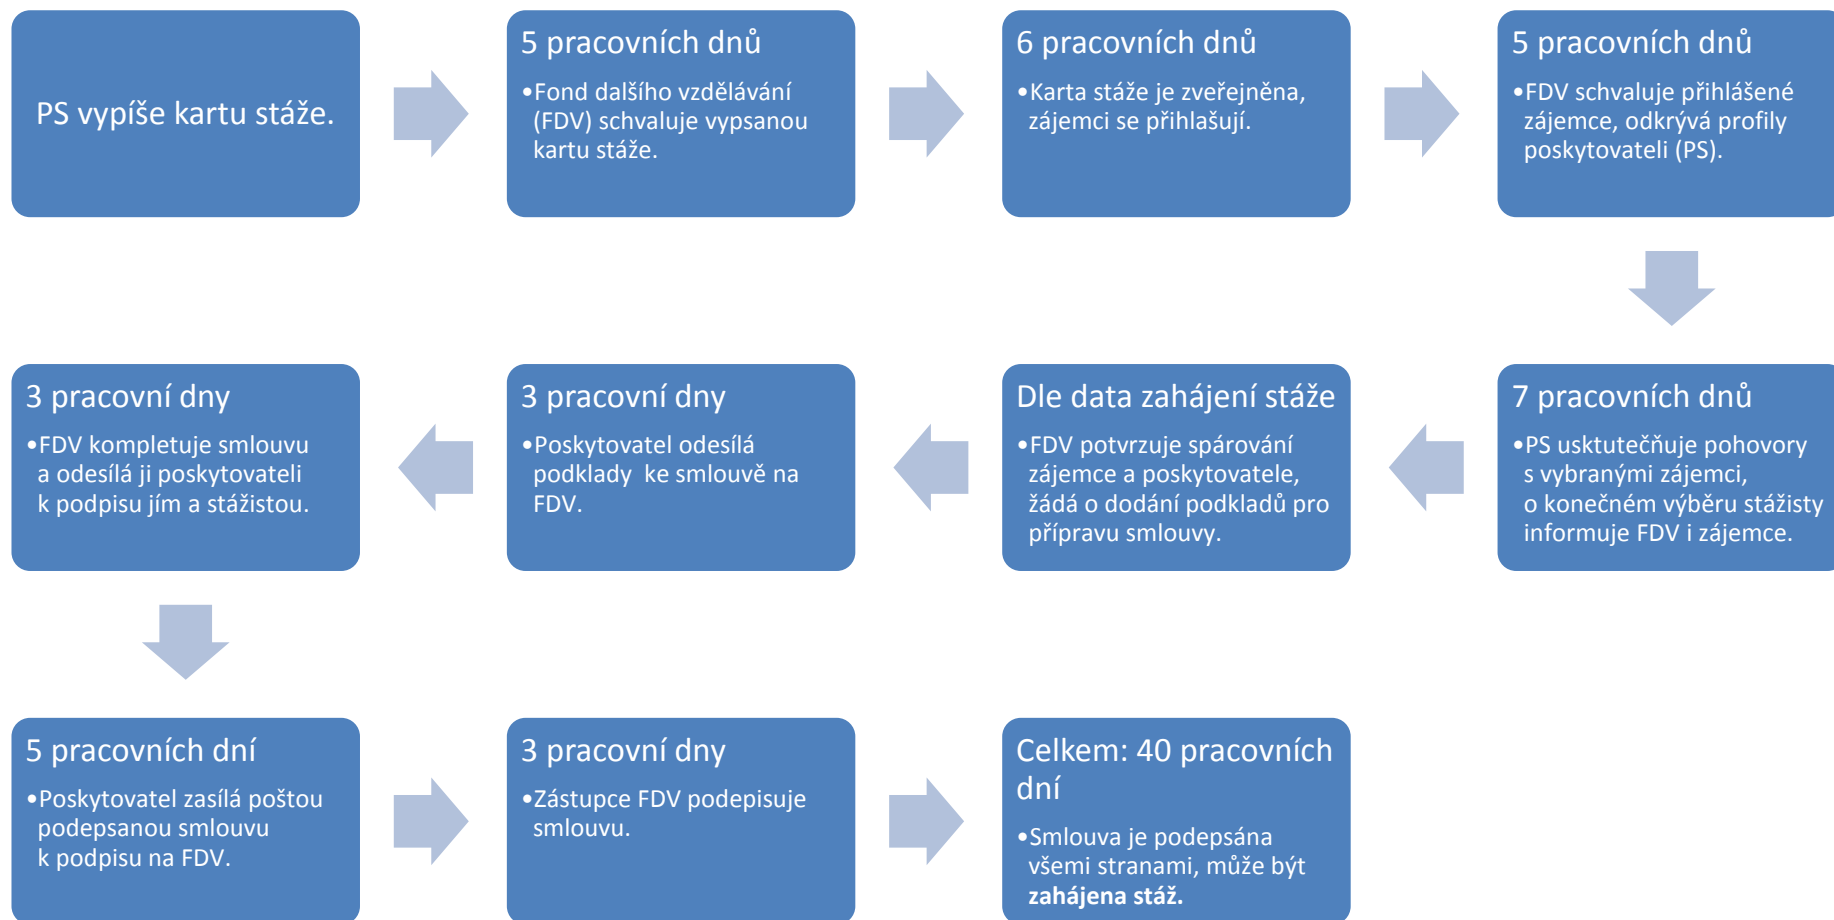 PS vypíše kartu stáže.
5 pracovních dnů
•Fond dalšího vzdělávání
(FDV) schvaluje vypsanou
kartu stáže.
6 pracovních dnů
•Karta stáže je zveřejněna,
zájemci se přihlašují.
5 pracovních dnů
•FDV schvaluje přihlášené
zájemce, odkrývá profily
poskytovateli (PS).
7 pracovních dnů
•PS usktutečňuje pohovory
s vybranými zájemci,
o konečném výběru stážisty
informuje FDV i zájemce.
Dle data zahájení stáže
•FDV potvrzuje spárování
zájemce a poskytovatele,
žádá o dodání podkladů pro
přípravu smlouvy.
3 pracovní dny
•Poskytovatel odesílá
podklady  ke smlouvě na
FDV.
3 pracovní dny
•FDV kompletuje smlouvu
a odesílá ji poskytovateli
k podpisu jím a stážistou.
5 pracovních dní
•Poskytovatel zasílá poštou
podepsanou smlouvu
k podpisu na FDV.
3 pracovní dny
•Zástupce FDV podepisuje
smlouvu.
Celkem: 40 pracovních
dní
•Smlouva je podepsána
všemi stranami, může být
zahájena stáž.